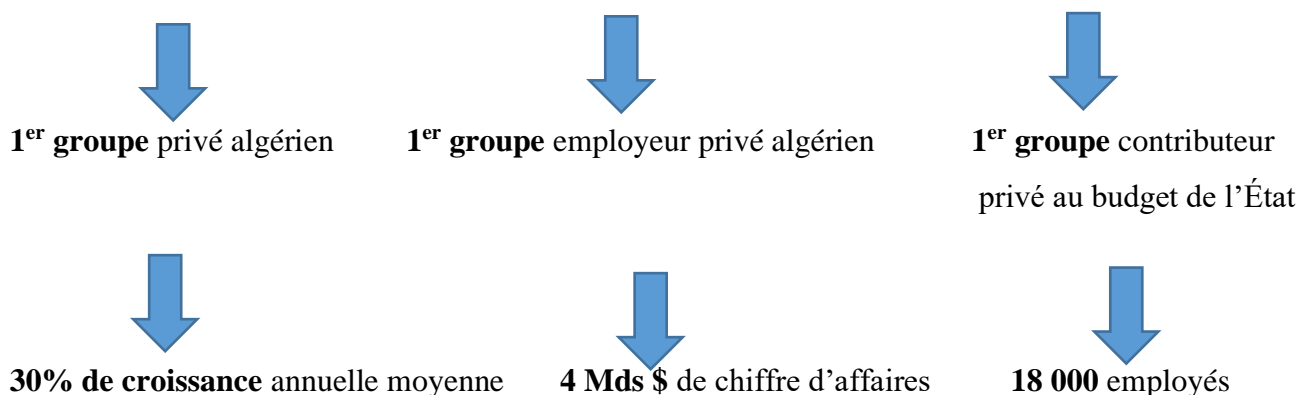 1er groupe privé algérien 1er groupe employeur privé algérien 1er groupe contributeur
privé au budget de l’État
30% de croissance annuelle moyenne 4 Mds $ de chiffre d’affaires 18 000 employés